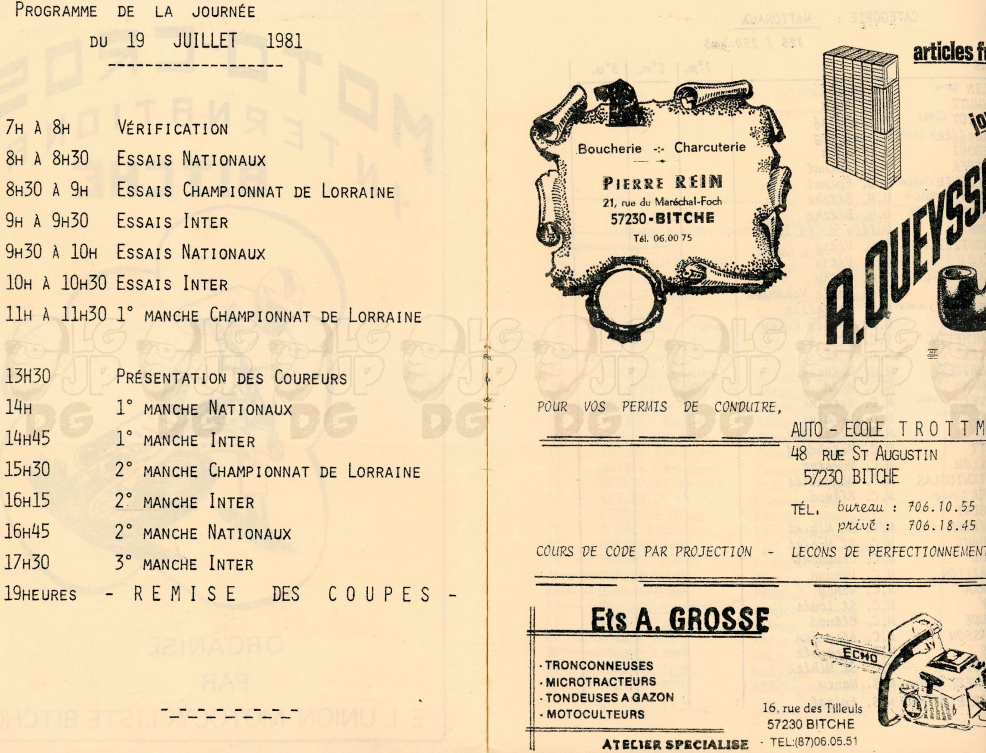 PROGRAMME DE LA JOURNÉE
DU 19 JUILLET 1981
7H À 8H VÉRIFICATION
8H À 8H30 ESSAIS NATIONAUX
8H30 À 9H ESSAIS CHAMPIONNAT DE LORRAINE
9H À 9H30 ESSAIS INTER
9H30 À 10H ESSAIS NATIONAUX
10H À 10H30 ESSAIS INTER
11H À 11H30 1° MANCHE CHAMPIONNAT DE LORRAINE
13H30 PRÉSENTATION DES COUREURS
14H 1° MANCHE NATIONAUX
14H45 1° MANCHE INTER
15H30 2° MANCHE CHAMPIONNAT DE LORRAINE
16H15 2° MANCHE INTER
16H45 2° MANCHE NATIONAUX
17H30 3° MANCHE INTER
19HEURES - REMISE DES COUPES -
Boucherie -:- Charcuterie
PIERRE REIN
21, rue du Maréchal-Foch
57230-BITCHE
Tél. 06.00 75
articles
A.QUEYSS
POUR VOS PERMIS DE CONDUIRE,
AUTO - ECOLE TROTTM
48 RUE ST AUGUSTIN
57230 BITCHE
TÉL. bureau : 706.10.55
privé : 706.18.45
COURS DE CODE PAR PROJECTION - LECONS DE PERFECTIONNEMENT
Ets A. GROSSE
ECHO
· TRONCONNEUSES
· MICROTRACTEURS
· TONDEUSES A GAZON
· MOTOCULTEURS
16, rue des Tilleuls
57230 BITCHE
ATELIER SPECIALISE - TEL:(87)06.05.51
LG JP DG